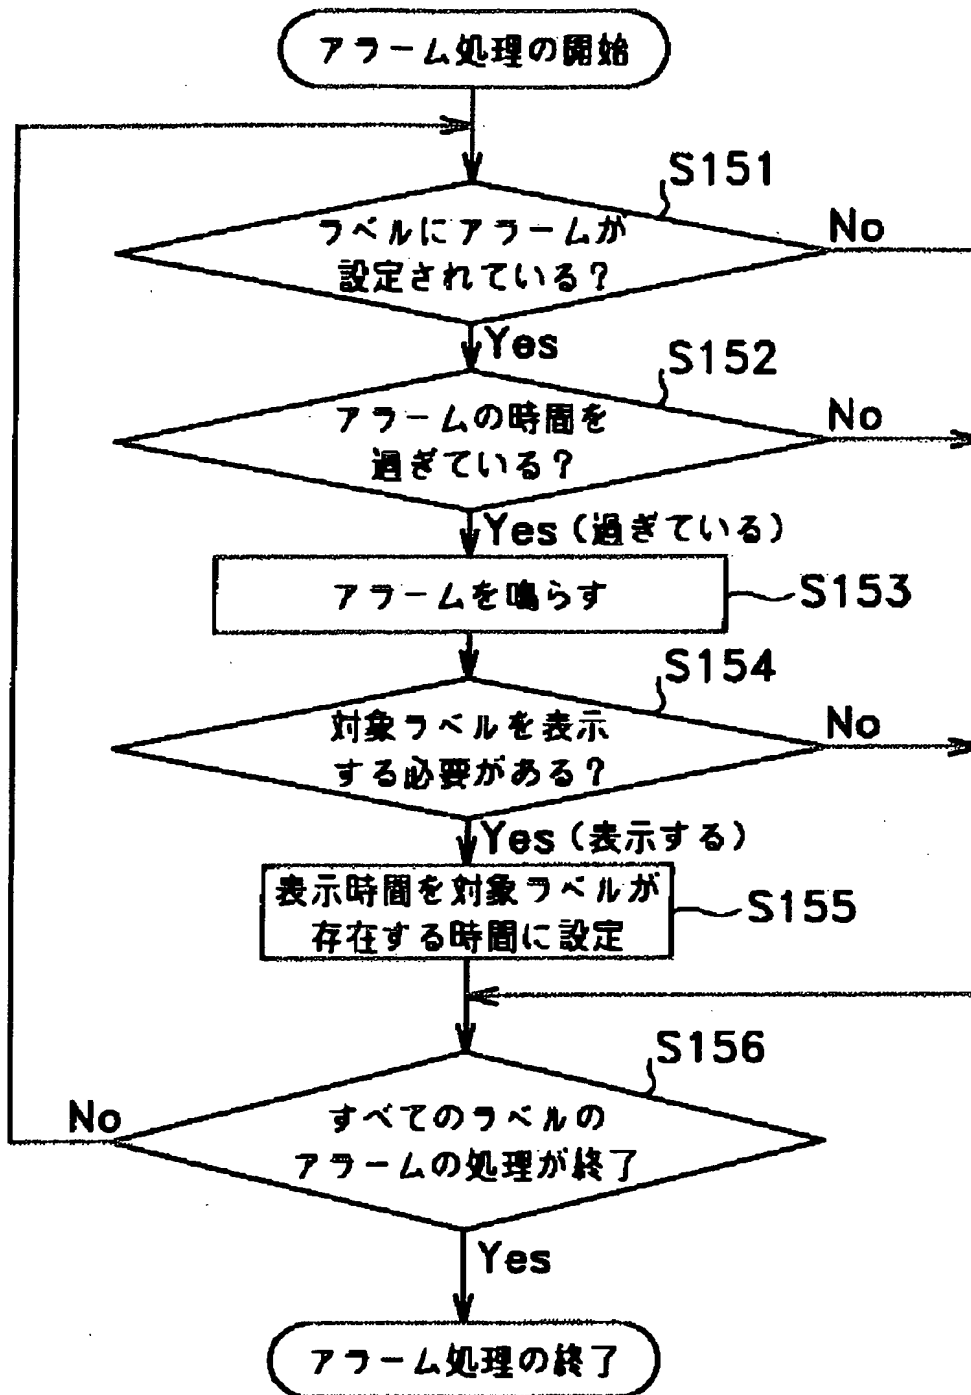 アラーム処理の開始
S151
ラベルにアラームが
設定されている?
No
Yes
S152
アラームの時間を
過ぎている?
No
Yes(過ぎている)
アラームを鳴らす
S153
S154
対象ラベルを表示
する必要がある?
No
Yes(表示する)
表示時間を対象ラベルが
存在する時間に設定
S155
S156
すべてのラベルの
アラームの処理が終了
No
Yes
アラーム処理の終了